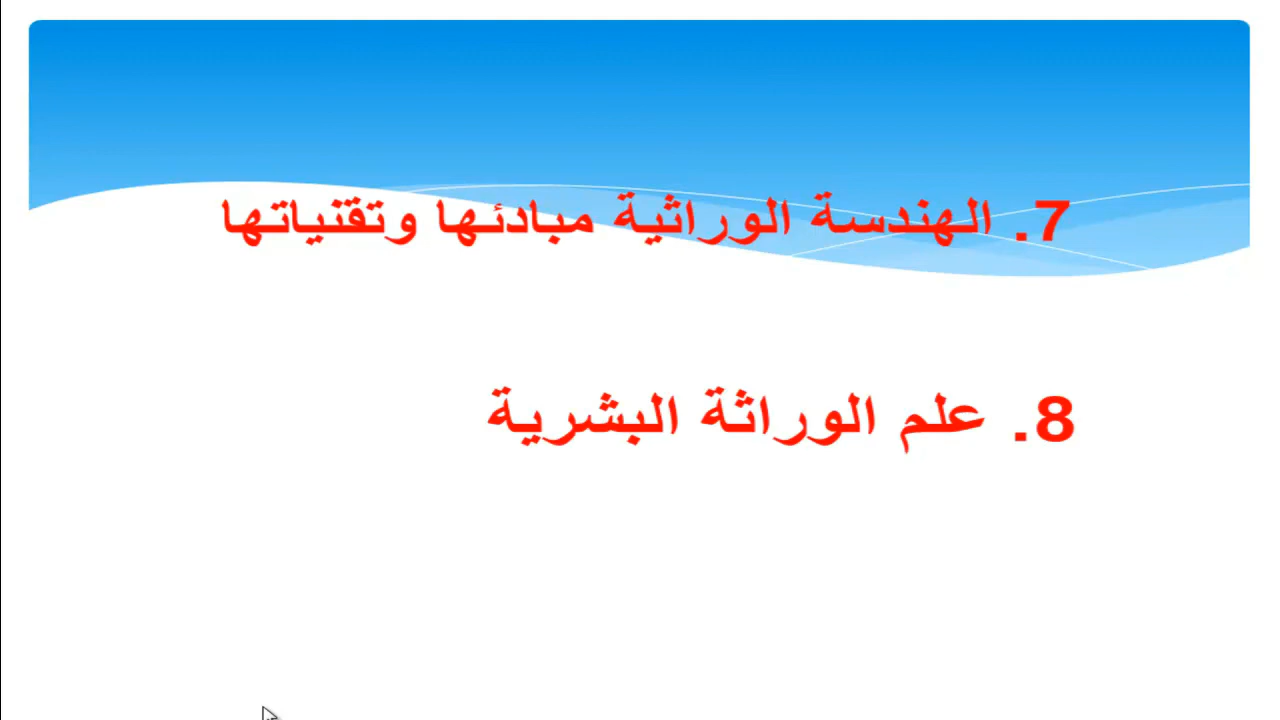 7. الهندسة الوراثية مبادئها وتقنياتها
8. علم الوراثة البشرية